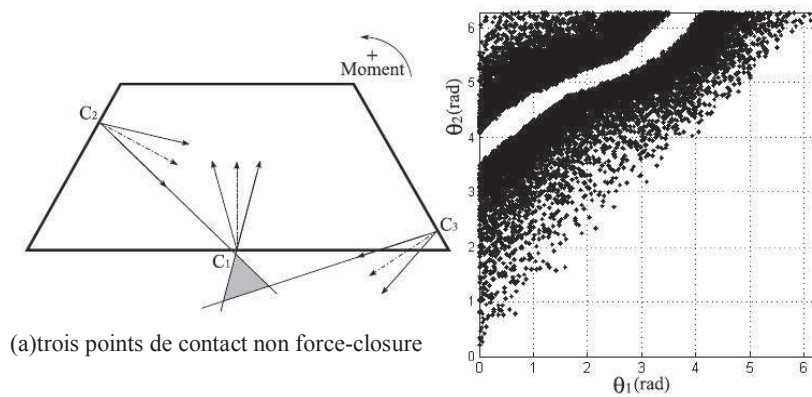 +
Moment
C2
C3
C1
(a)trois points de contact non force-closure
θ2(rad)
6
5
4
3
2
1
0
0 1 2 3 4 5 6
θ1(rad)